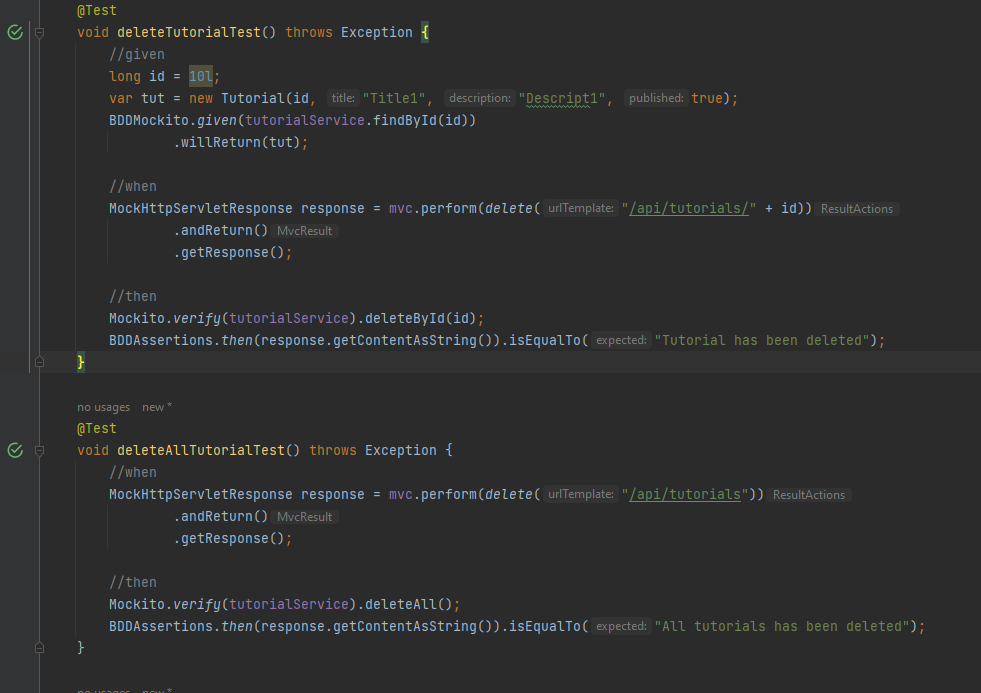 @Test
void deleteTutorialTest() throws Exception {
//given
long id = 10l;
var tut = new Tutorial(id, title: "Title1", description: "Descript1", published: true);
BDDMockito.given(tutorialService.findById(id))
.willReturn(tut);
//when
MockHttpServletResponse response = mvc.perform(delete( urlTemplate: "/api/tutorials/" + id)) ResultActions
.andReturn() MvcResult
.getResponse();
//then
Mockito.verify(tutorialService).deleteById(id);
BDDAssertions.then(response.getContentAsString()).isEqualTo( expected: "Tutorial has been deleted");
}
no usages new *
@Test
void deleteAllTutorialTest() throws Exception {
//when
MockHttpServletResponse response = mvc.perform(delete( urlTemplate: "/api/tutorials")) ResultActions
.andReturn() MvcResult
.getResponse();
//then
Mockito.verify(tutorialService).deleteAll();
BDDAssertions.then(response.getContentAsString()).isEqualTo( expected: "All tutorials has been deleted");
}
no usages new *